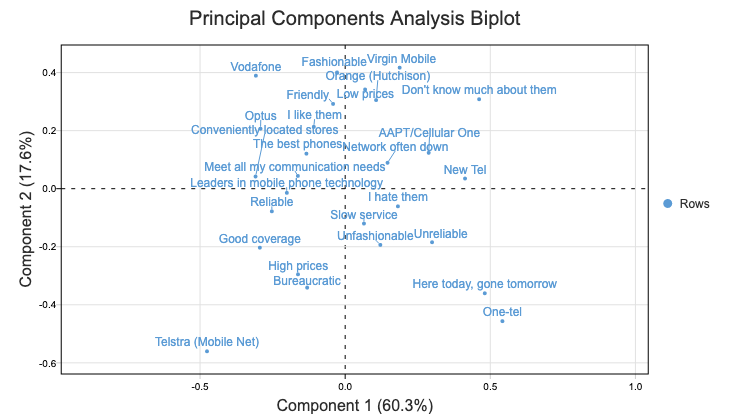 Principal Components Analysis Biplot
Fashionable
Virgin Mobile
Vodafone
Orange (Hutchison)
0.4
Friendly
Low prices
Don't know much about them
Optus
I like them
Conveniently located stores
AAPT/Cellular One
0.2
The best phones
Network often down
Meet all my communication needs
New Tel
Leaders in mobile phone technology
0.0
I hate them
Reliable
Rows
Slow service
Good coverage
Unfashionable
Unreliable
-0.2
High prices
Bureaucratic
Here today, gone tomorrow
-0.4
One-tel
Telstra (Mobile Net)
-0.6
Component 2 (17.6%)
-0.5
0.0
0.5
1.0
Component 1 (60.3%)